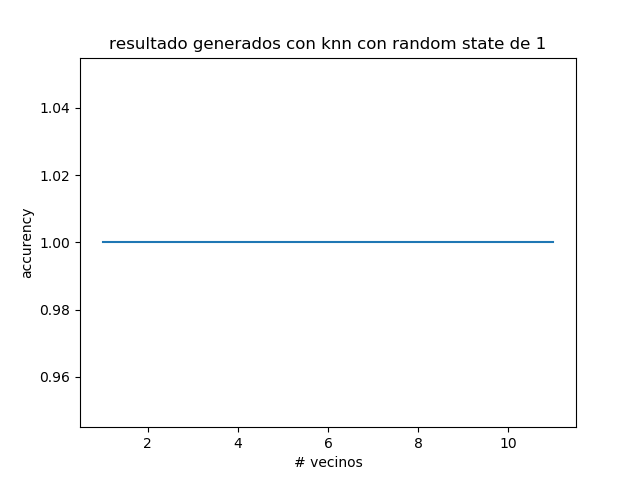 resultado generados con knn con random state de 1
1.04
1.02
1.00
0.98
0.96
accurency
2 4 6 8 10
# vecinos